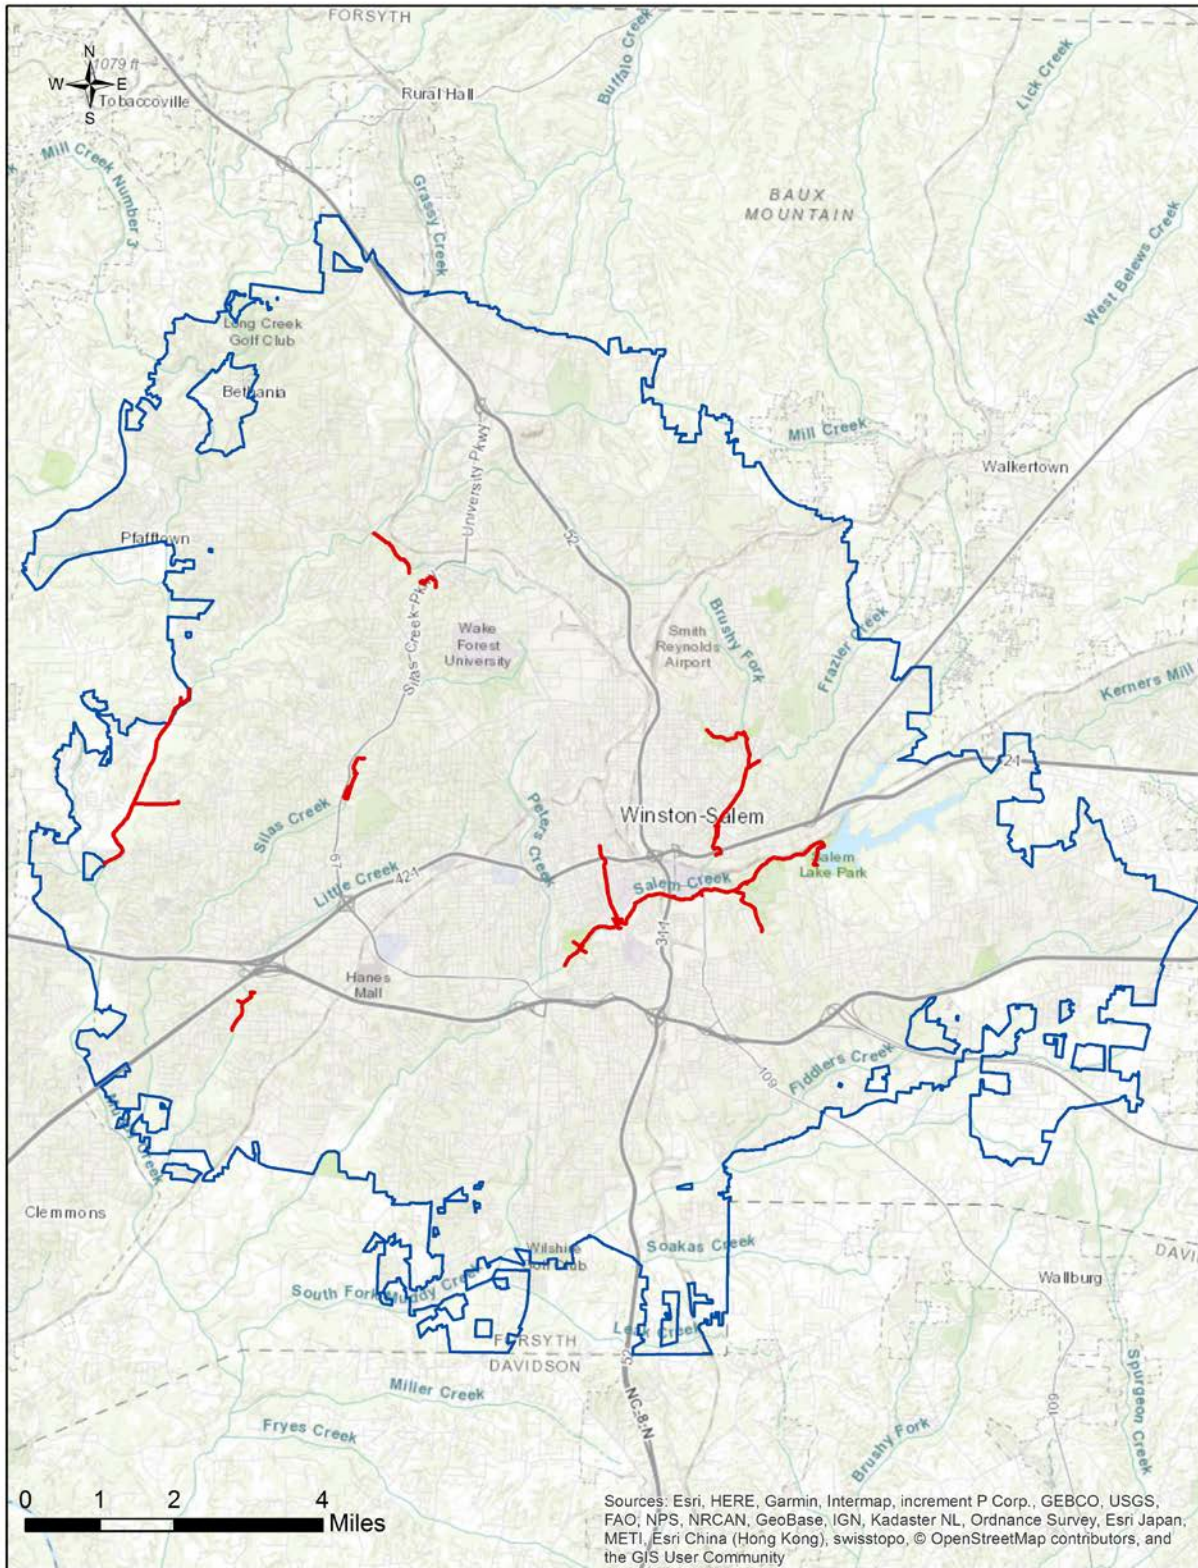 FORSYTH
N
1079 ft
W
E
Tobaccoville
S
Rural Hall
Buffalo Creek
Lick Creek
Mill Creek Number 3
Grassy Creek
BAUX
MOUNTAIN
West Belews Creek
Long Creek
Golf Club
Bethania
Mill Creek
Walkertown
University Pkwy
Pfafftown
52
Silas-Creek-Pkwy
Wake
Forest
University
Smith
Reynolds
Airport
Brushy Fork
Frazier Creek
Kerners Mill
421
Silas Creek
Peters Creek
Winston-Salem
67
Little Creek
421
Salem Creek
Salem
Lake Park
311
Hanes
Mall
109
Fiddlers Creek
Creek
Clemmons
Wilshire
Golf Club
Soakas Creek
DAVI
Wallburg
South Fork Muddy Creek
Leak Creek
FORSYTH
DAVIDSON
52
Miller Creek
NC-8-N
109
Spurgeon Creek
Fryes Creek
Brushy Fork
0 1 2 4
Miles
Sources: Esri, HERE, Garmin, Intermap, increment P Corp., GEBCO, USGS,
FAO, NPS, NRCAN, GeoBase, IGN, Kadaster NL, Ordnance Survey, Esri Japan,
METI, Esri China (Hong Kong), swisstopo, © OpenStreetMap contributors, and
the GIS User Community